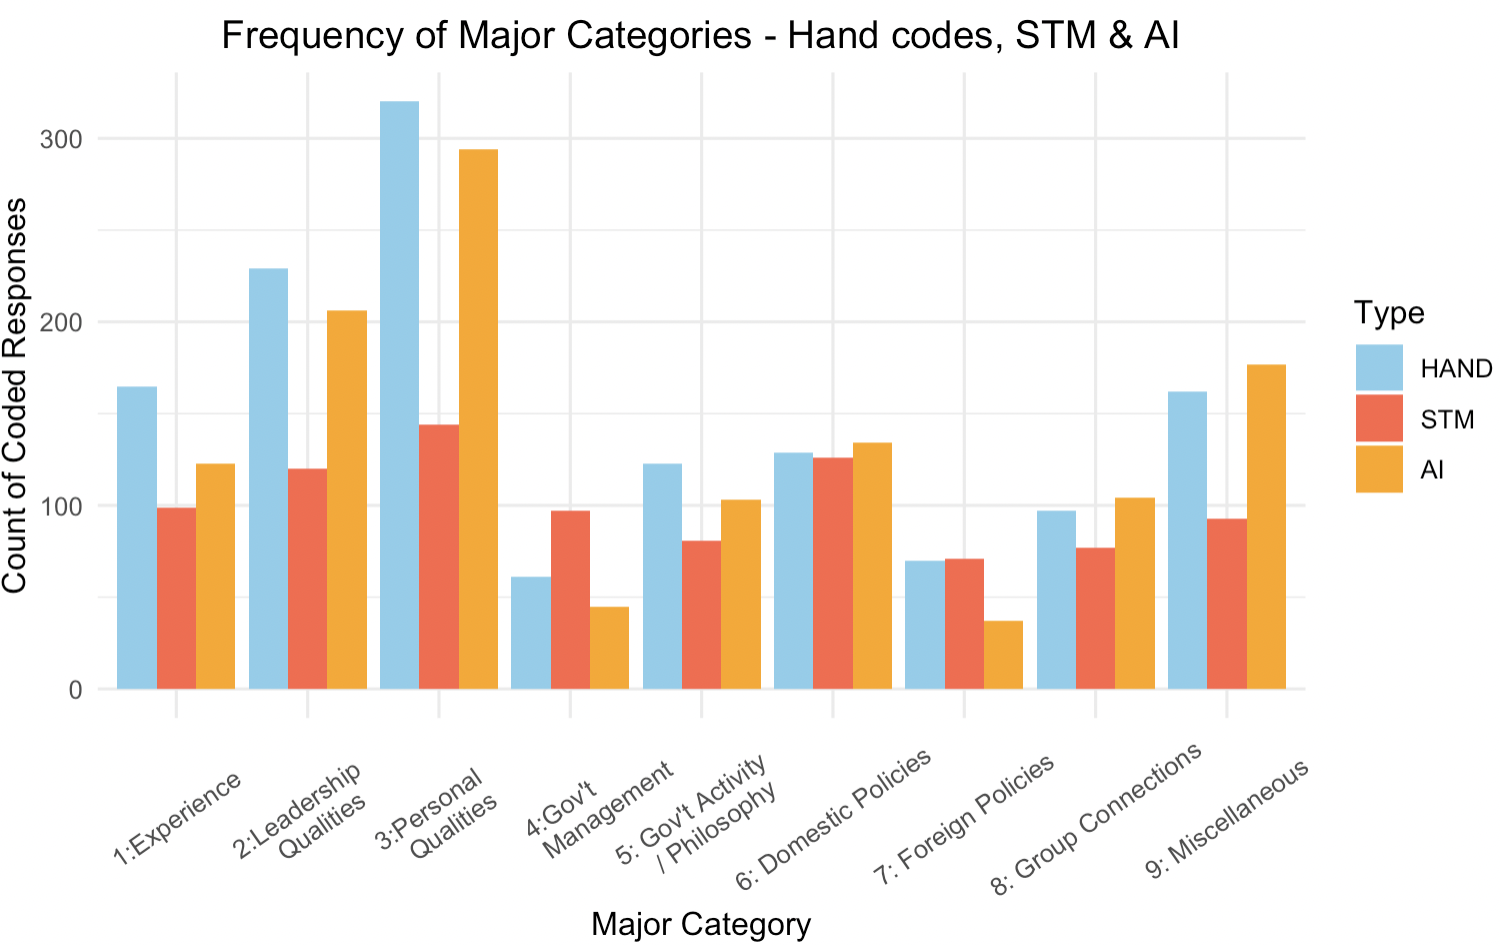 Frequency of Major Categories - Hand codes, STM & AI
Count of Coded Responses
300
200
100
0
1:Experience
2:Leadership
Qualities
3:Personal
Qualities
4:Gov't
Management
5: Gov't Activity
/ Philosophy
6: Domestic Policies
7: Foreign Policies
8: Group Connections
9: Miscellaneous
Major Category
Type
HAND
STM
AI